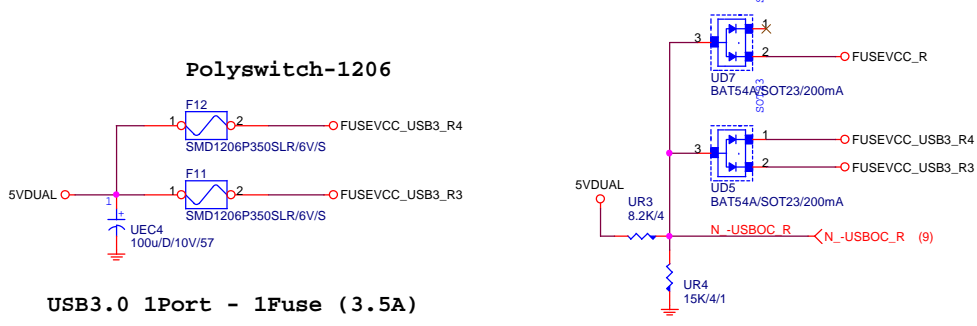 Polyswitch-1206
F12
1
2
FUSEVCC_USB3_R4
SMD1206P350SLR/6V/S
F11
5VDUAL
1
2
FUSEVCC_USB3_R3
SMD1206P350SLR/6V/S
1
+
UEC4
100u/D/10V/57
USB3.0 1Port - 1Fuse (3.5A)
1
3
2
FUSEVCC_R
UD7
BAT54A/SOT23/200mA
SOT23
1
FUSEVCC_USB3_R4
3
2
FUSEVCC_USB3_R3
UD5
BAT54A/SOT23/200mA
5VDUAL
UR3
8.2K/4
N_-USBOC_R
N_-USBOC_R (9)
UR4
15K/4/1